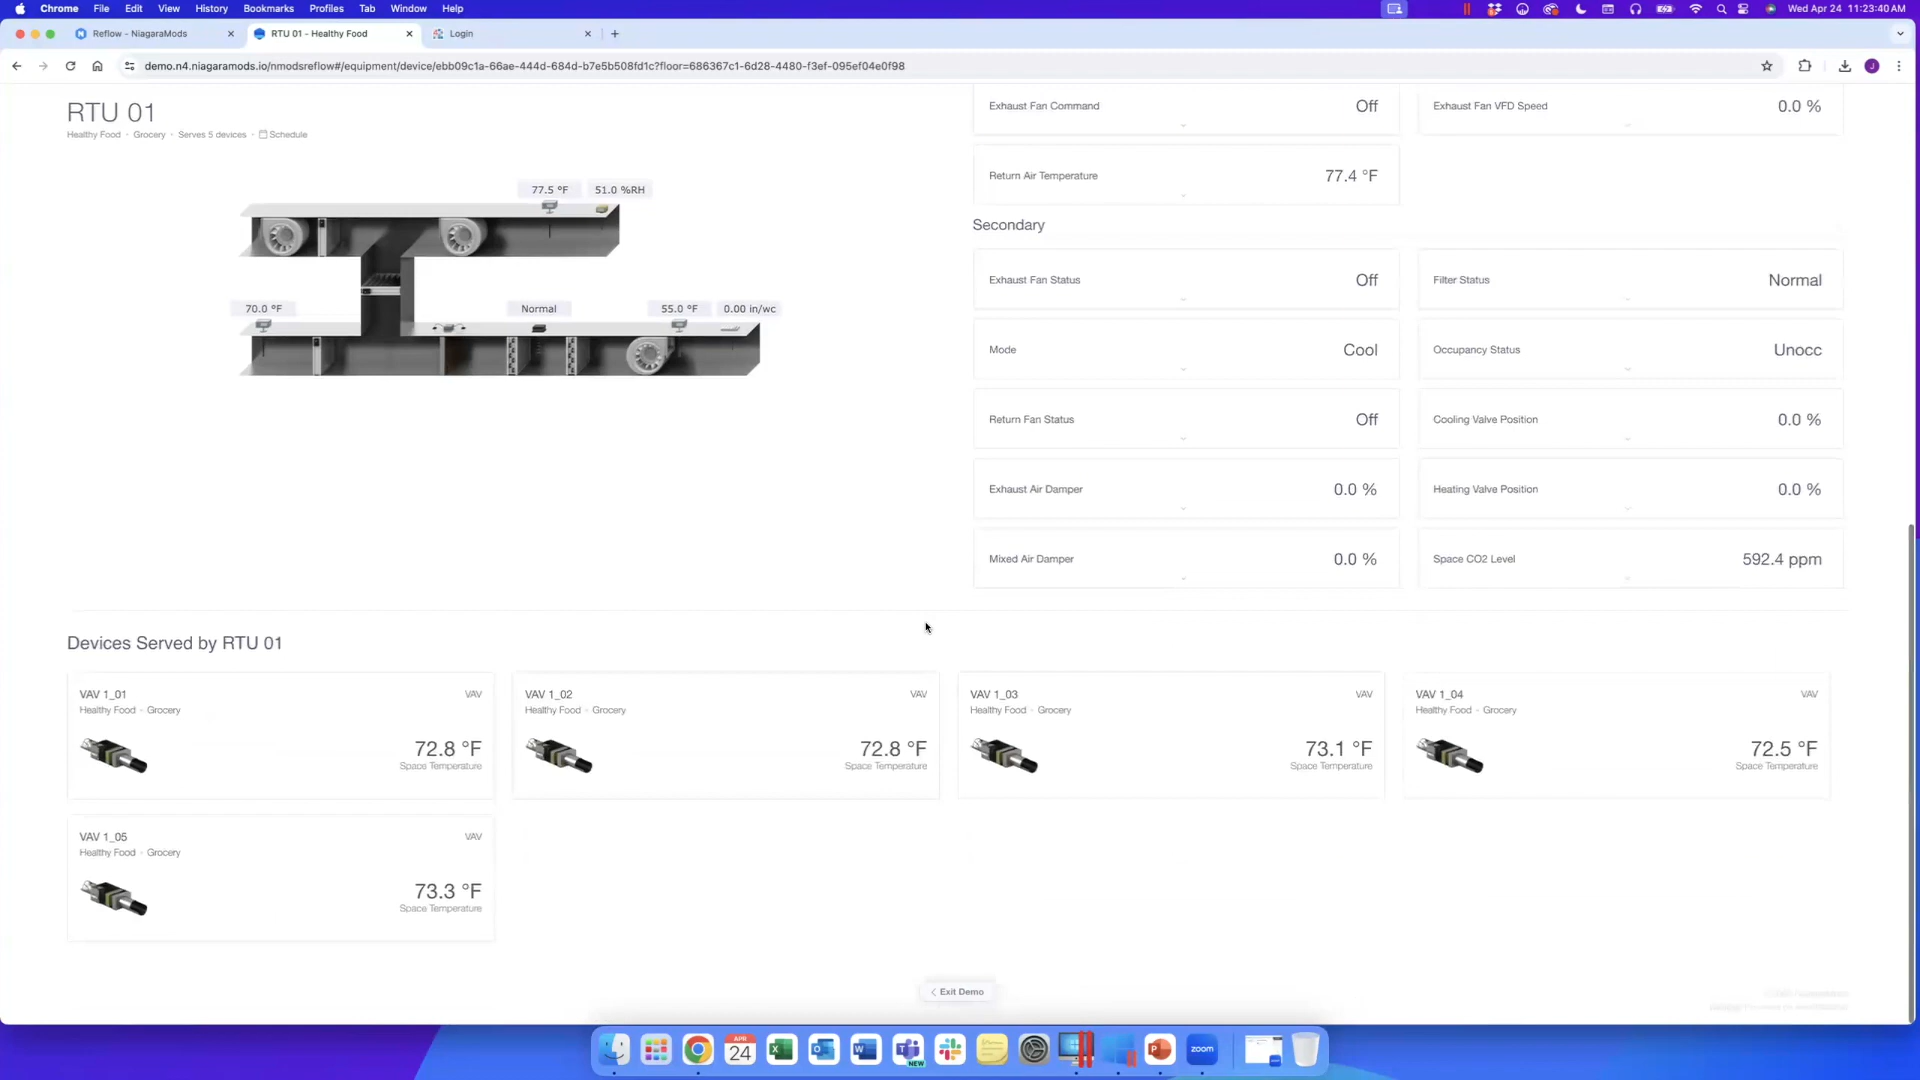 Chrome File Edit View History Bookmarks Profiles Tab Window Help Wed Apr 24 11:23:40 AM
Reflow - NiagaraMods RTU 01 - Healthy Food Login
demo.n4.niagaramods.io/nmodsreflow#/equipment/device/ebb09c1a-66ae-444d-684d-b7e5b508fd1c?floor=686367c1-6d28-4480-f3ef-095ef04e0f98 J
RTU 01
Healthy Food - Grocery - Serves 5 devices - Schedule
77.5 °F 51.0 %RH
70.0 °F Normal 55.0 °F 0.00 in/wc
Exhaust Fan Command Off Exhaust Fan VFD Speed 0.0 %
Return Air Temperature 77.4 °F
Secondary
Exhaust Fan Status Off Filter Status Normal
Mode Cool Occupancy Status Unocc
Return Fan Status Off Cooling Valve Position 0.0 %
Exhaust Air Damper 0.0 % Heating Valve Position 0.0 %
Mixed Air Damper 0.0 % Space CO2 Level 592.4 ppm
Devices Served by RTU 01
VAV 1_01 VAV VAV 1_02 VAV VAV 1_03 VAV VAV 1_04 VAV
Healthy Food - Grocery Healthy Food - Grocery Healthy Food - Grocery Healthy Food - Grocery
72.8 °F 72.8 °F 73.1 °F 72.5 °F
Space Temperature Space Temperature Space Temperature Space Temperature
VAV 1_05 VAV
Healthy Food - Grocery
73.3 °F
Space Temperature
< Exit Demo
APR
24 NEW zoom